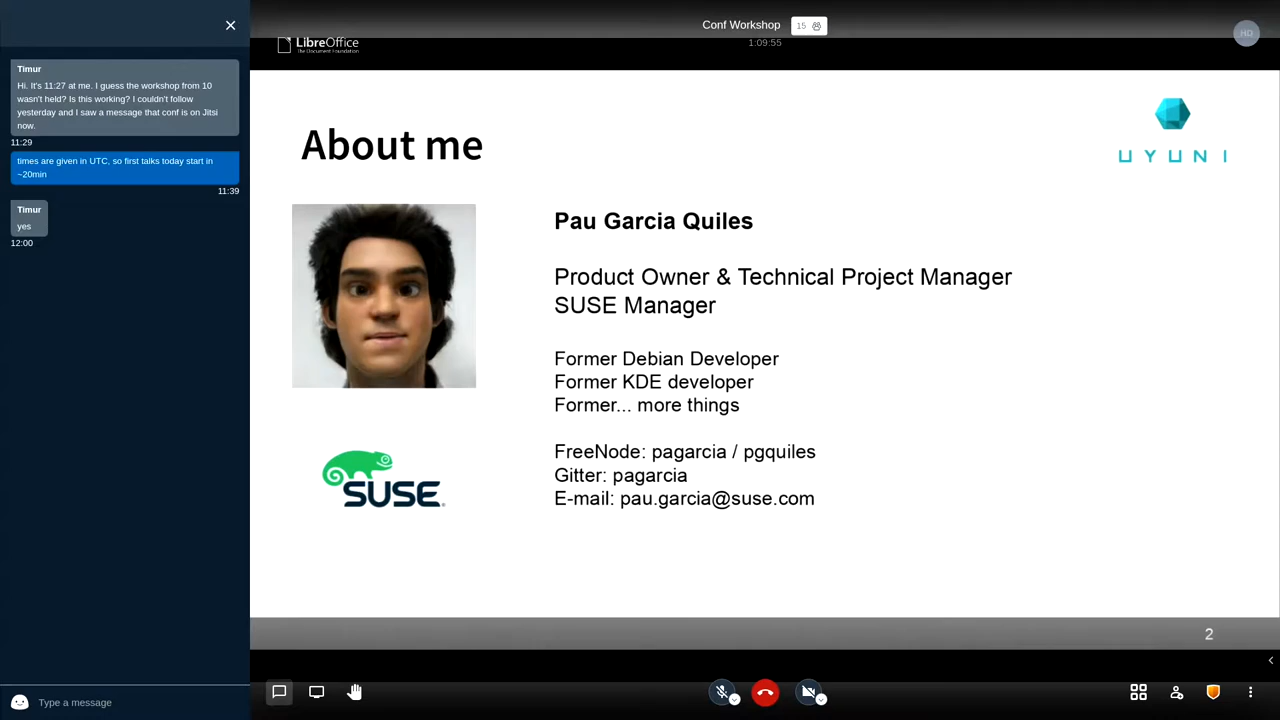 Conf Workshop
15
1:09:55
HD
LibreOffice
The Document Foundation
Timur
Hi. It's 11:27 at me. I guess the workshop from 10
wasn't held? Is this working? I couldn't follow
yesterday and I saw a message that conf is on Jitsi
now.
11:29
times are given in UTC, so first talks today start in
~20min
11:39
Timur
yes
12:00
Type a message
About me
UYUNI
Pau Garcia Quiles
Product Owner & Technical Project Manager
SUSE Manager
Former Debian Developer
Former KDE developer
Former... more things
FreeNode: pagarcia / pgquiles
Gitter: pagarcia
E-mail: pau.garcia@suse.com
SUSE
2